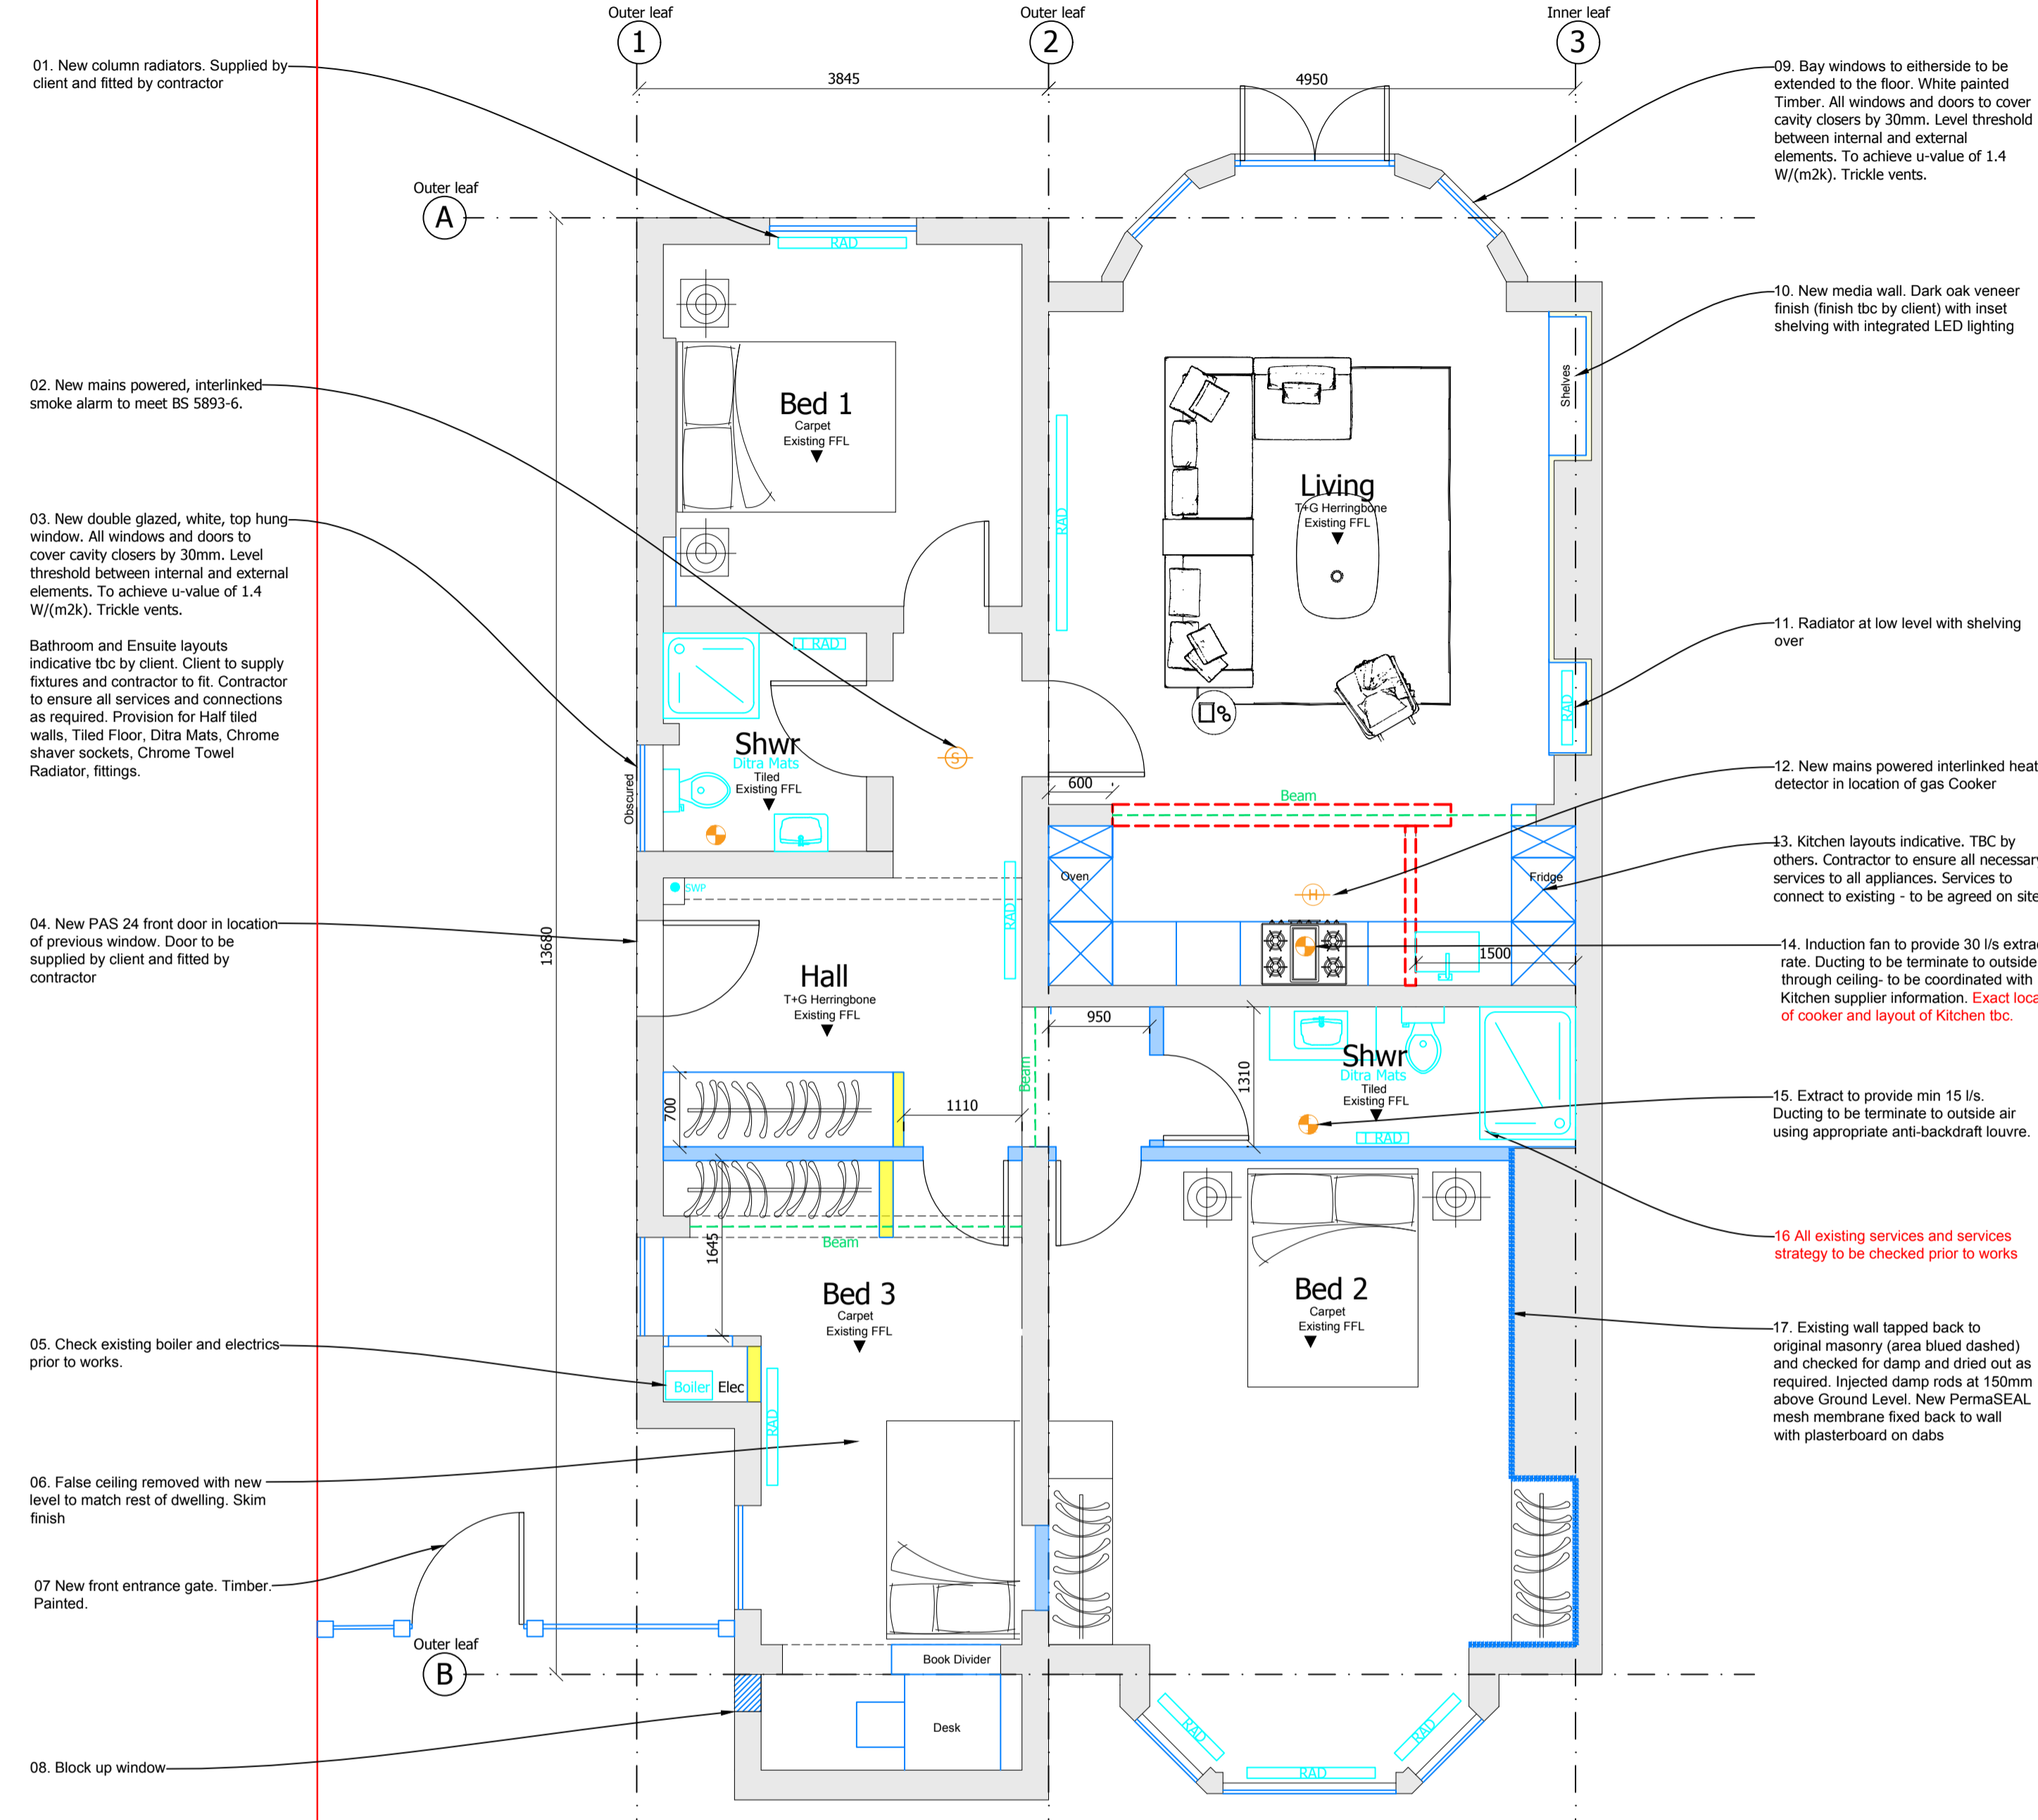 Outer leaf
1
Outer leaf
2
Inner leaf
3
3845
4950
Outer leaf
A
13680
Outer leaf
B
01. New column radiators. Supplied by
client and fitted by contractor
02. New mains powered, interlinked
smoke alarm to meet BS 5893-6.
03. New double glazed, white, top hung
window. All windows and doors to
cover cavity closers by 30mm. Level
threshold between internal and external
elements. To achieve u-value of 1.4
W/(m2k). Trickle vents.
Bathroom and Ensuite layouts
indicative tbc by client. Client to supply
fixtures and contractor to fit. Contractor
to ensure all services and connections
as required. Provision for Half tiled
walls, Tiled Floor, Ditra Mats, Chrome
shaver sockets, Chrome Towel
Radiator, fittings.
04. New PAS 24 front door in location
of previous window. Door to be
supplied by client and fitted by
contractor
05. Check existing boiler and electrics
prior to works.
06. False ceiling removed with new
level to match rest of dwelling. Skim
finish
07 New front entrance gate. Timber.
Painted.
08. Block up window
RAD
Bed 1
Carpet
Existing FFL
RAD
Living
T+G Herringbone
Existing FFL
Shelves
RAD
T RAD
Shwr
Ditra Mats
Tiled
Existing FFL
Obscured
S
SWP
RAD
600
Beam
Oven
H
Fridge
1500
Hall
T+G Herringbone
Existing FFL
700
1110
Beam
950
1310
Shwr
Ditra Mats
Tiled
Existing FFL
T RAD
1645
Beam
Bed 3
Carpet
Existing FFL
Boiler
Elec
RAD
Bed 2
Carpet
Existing FFL
Book Divider
Desk
RAD
RAD
RAD
09. Bay windows to eitherside to be
extended to the floor. White painted
Timber. All windows and doors to cover
cavity closers by 30mm. Level threshold
between internal and external
elements. To achieve u-value of 1.4
W/(m2k). Trickle vents.
10. New media wall. Dark oak veneer
finish (finish tbc by client) with inset
shelving with integrated LED lighting
11. Radiator at low level with shelving
over
12. New mains powered interlinked heat
detector in location of gas Cooker
13. Kitchen layouts indicative. TBC by
others. Contractor to ensure all necessary
services to all appliances. Services to
connect to existing - to be agreed on site
14. Induction fan to provide 30 l/s
rate. Ducting to be terminate to outside
through ceiling- to be coordinated with
Kitchen supplier information. Exact
of cooker and layout of Kitchen tbc.
15. Extract to provide min 15 l/s.
Ducting to be terminate to outside air
using appropriate anti-backdraft louvre.
16 All existing services and services
strategy to be checked prior to works
17. Existing wall tapped back to
original masonry (area blued dashed)
and checked for damp and dried out as
required. Injected damp rods at 150mm
above Ground Level. New PermaSEAL
mesh membrane fixed back to wall
with plasterboard on dabs